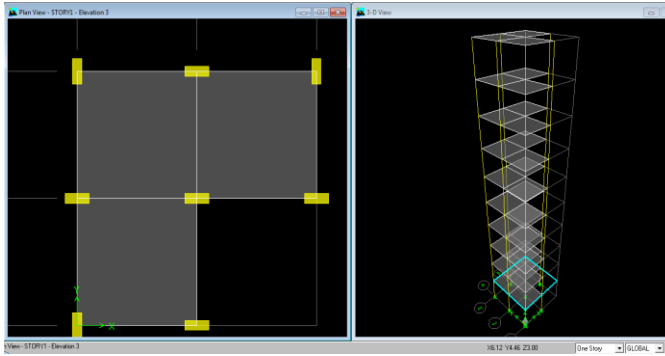 Plan View - STORY1 - Elevation 3
3-D View
Y
X
e View - STORY1 - Elevation 3
X6.12 Y4.46 Z3.00
One Story
GLOBAL